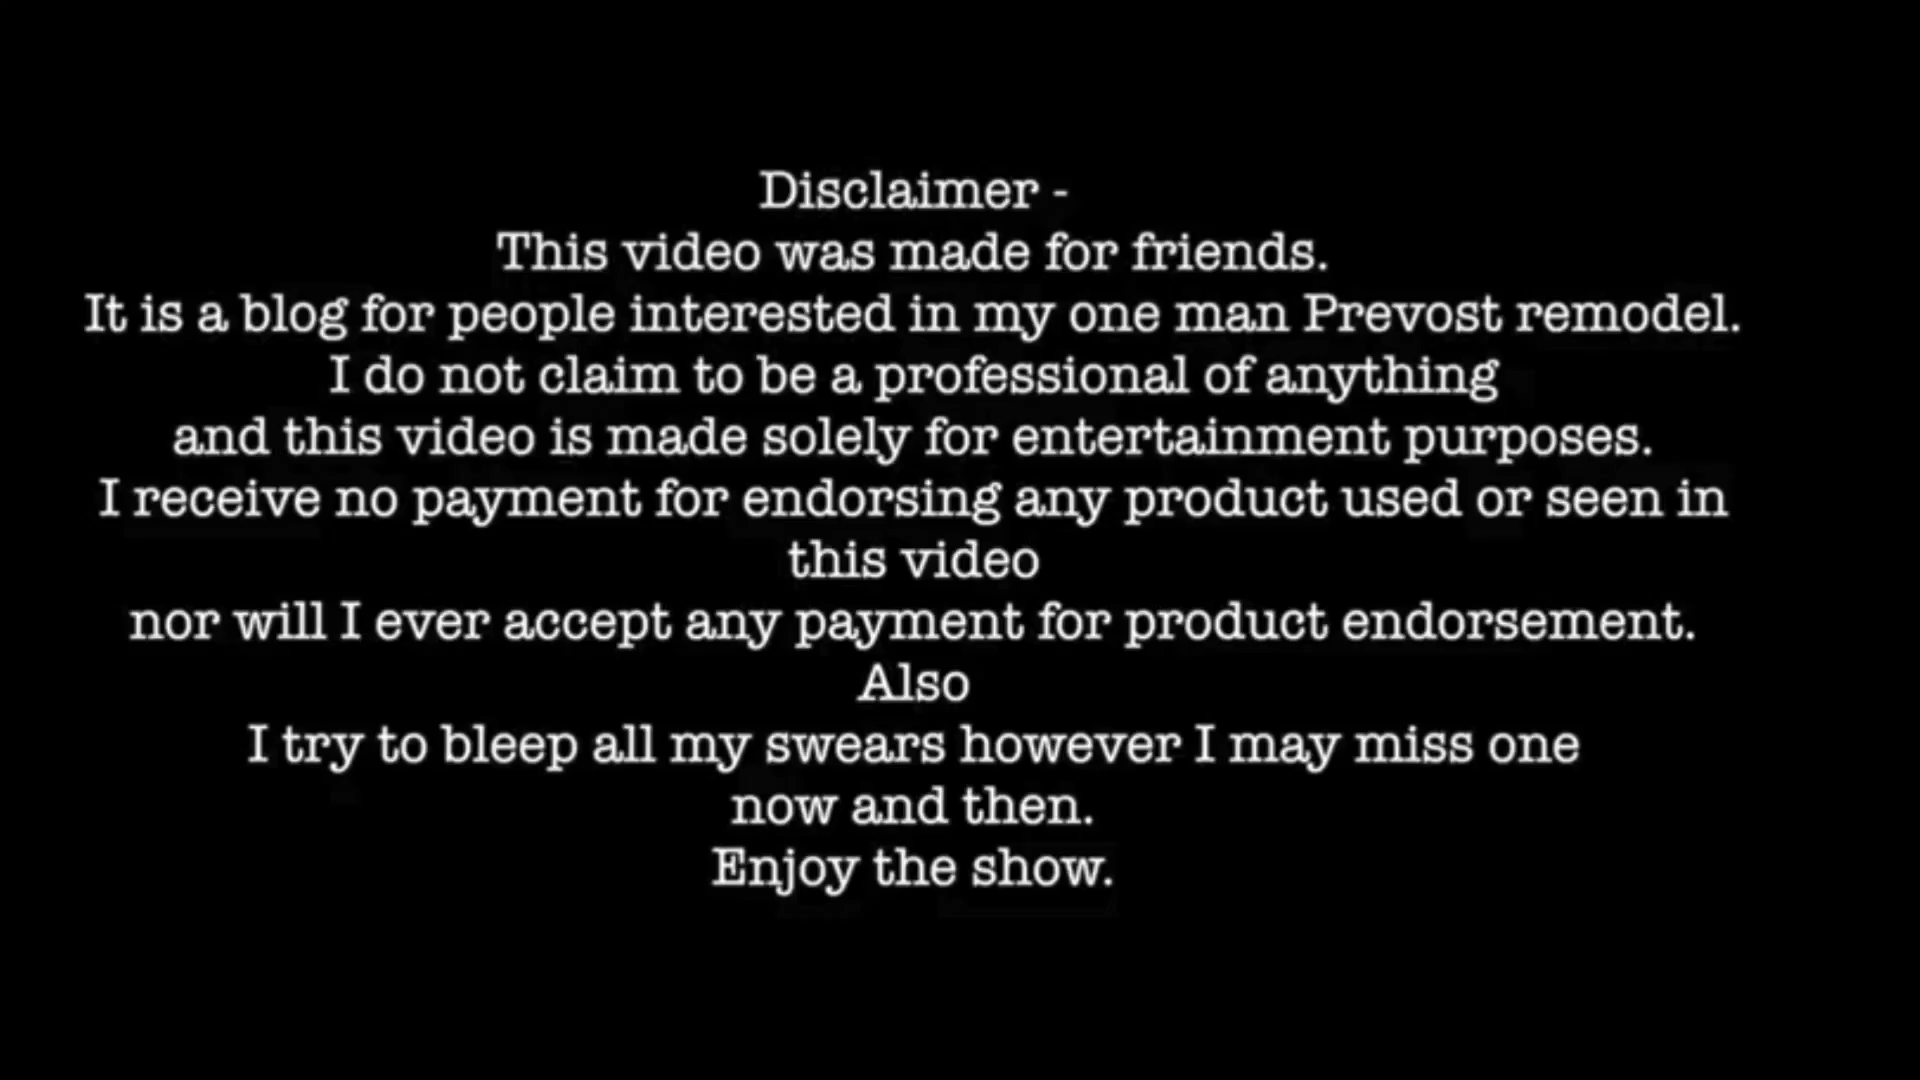 Disclaimer -
This video was made for friends.
It is a blog for people interested in my one man Prevost remodel.
I do not claim to be a professional of anything
and this video is made solely for entertainment purposes.
I receive no payment for endorsing any product used or seen in
this video
nor will I ever accept any payment for product endorsement.
Also
I try to bleep all my swears however I may miss one
now and then.
Enjoy the show.